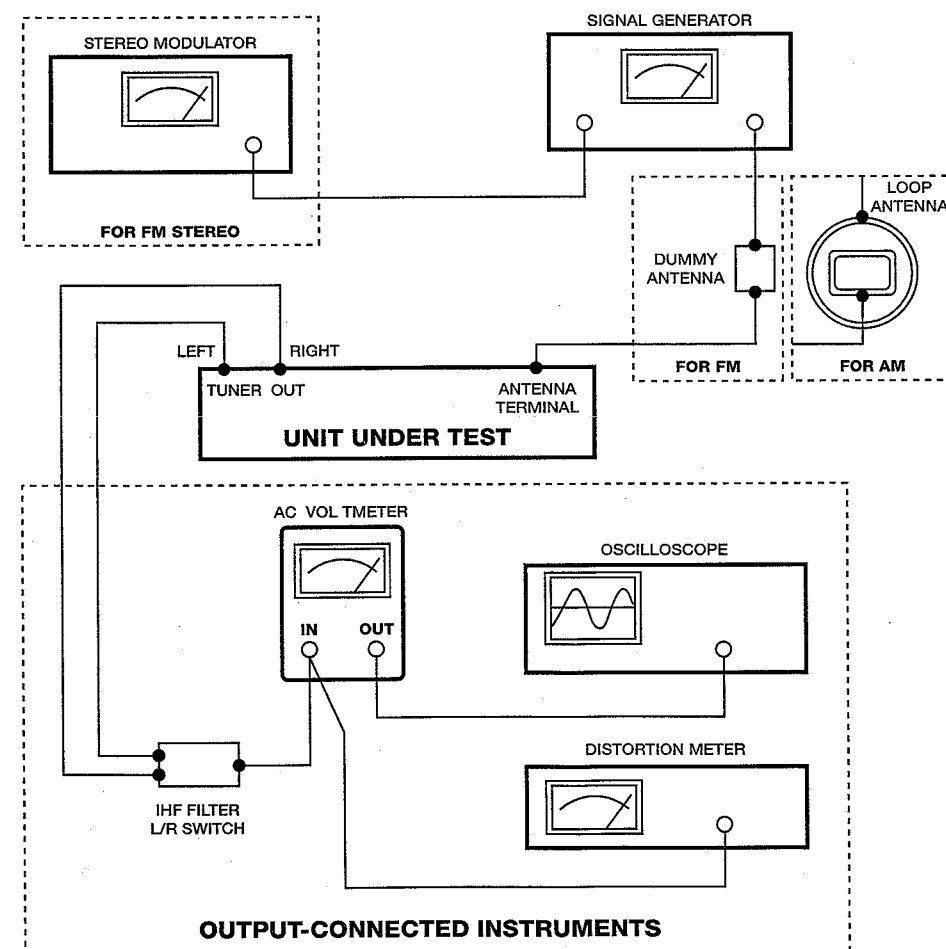 SIGNAL GENERATOR
STEREO MODULATOR
FOR FM STEREO
LOOP
ANTENNA
DUMMY
ANTENNA
FOR FM
FOR AM
LEFT
RIGHT
TUNER OUT
ANTENNA
TERMINAL
UNIT UNDER TEST
AC VOL TMETER
IN
OUT
OSCILLOSCOPE
DISTORTION METER
IHF FILTER
L/R SWITCH
OUTPUT-CONNECTED INSTRUMENTS